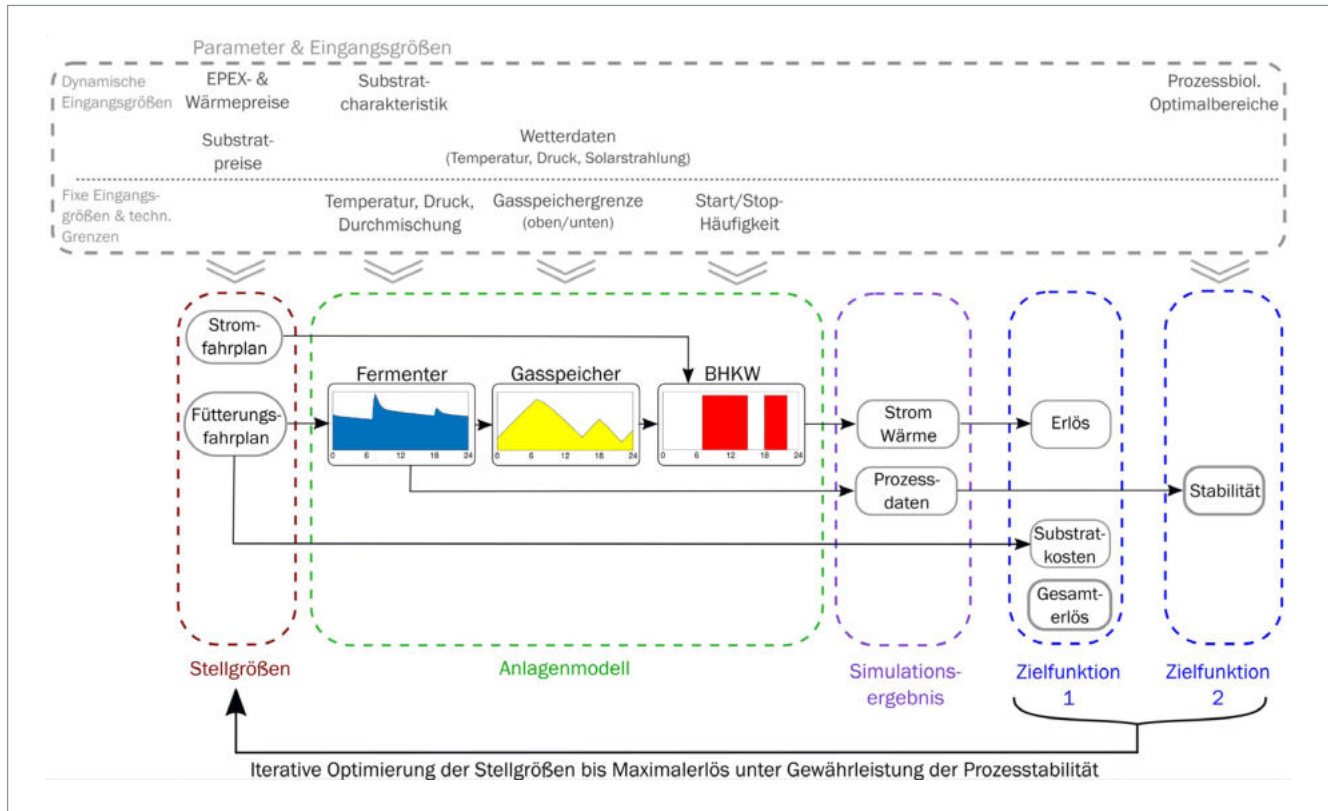 Parameter & Eingangsgrößen
Dynamische
Eingangsgrößen
EPEX- &
Wärmepreise
Substrat-
charakteristik
Prozessbiol.
Optimalbereiche
Substrat-
preise
Wetterdaten
(Temperatur, Druck, Solarstrahlung)
Fixe Eingangs-
größen & techn.
Grenzen
Temperatur, Druck,
Durchmischung
Gasspeichergrenze
(oben/unten)
Start/Stop-
Häufigkeit
Strom-
fahrplan
Fütterungs-
fahrplan
Fermenter
0 6 12 18 24
Gasspeicher
0 6 12 18 24
BHKW
0 6 12 18 24
Strom
Wärme
Erlös
Prozess-
daten
Stabilität
Substrat-
kosten
Gesamt-
erlös
Stellgrößen
Anlagenmodell
Simulations-
ergebnis
Zielfunktion
1
Zielfunktion
2
Iterative Optimierung der Stellgrößen bis Maximalerlös unter Gewährleistung der Prozesstabilität